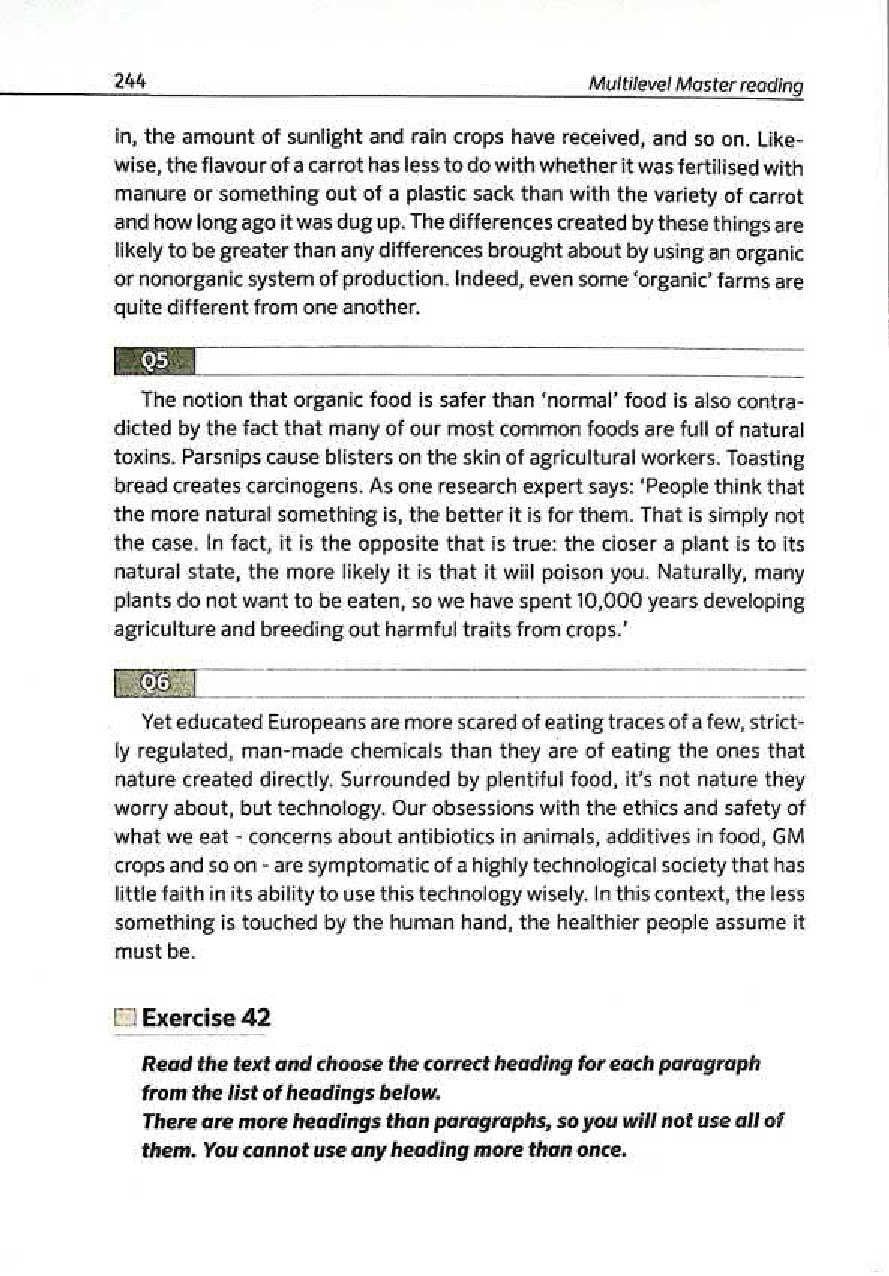 244
Multilevel Master reading
in, the amount of sunlight and rain crops have received, and so on. Like-
wise, the flavour of a carrot has less to do with whether it was fertilised with
manure or something out of a plastic sack than with the variety of carrot
and how long ago it was dug up. The differences created by these things are
likely to be greater than any differences brought about by using an organic
or nonorganic system of production. Indeed, even some ‘organic’ farms are
quite different from one another.
Q5
The notion that organic food is safer than ‘normal’ food is also contra-
dicted by the fact that many of our most common foods are full of natural
toxins. Parsnips cause blisters on the skin of agricultural workers. Toasting
bread creates carcinogens. As one research expert says: ‘People think that
the more natural something is, the better it is for them. That is simply not
the case. In fact, it is the opposite that is true: the closer a plant is to its
natural state, the more likely it is that it will poison you. Naturally, many
plants do not want to be eaten, so we have spent 10,000 years developing
agriculture and breeding out harmful traits from crops.’
Q6
Yet educated Europeans are more scared of eating traces of a few, strict-
ly regulated, man-made chemicals than they are of eating the ones that
nature created directly. Surrounded by plentiful food, it's not nature they
worry about, but technology. Our obsessions with the ethics and safety of
what we eat - concerns about antibiotics in animals, additives in food, GM
crops and so on - are symptomatic of a highly technological society that has
little faith in its ability to use this technology wisely. In this context, the less
something is touched by the human hand, the healthier people assume it
must be.
Exercise 42
Read the text and choose the correct heading for each paragraph
from the list of headings below.
There are more headings than paragraphs, so you will not use all of
them. You cannot use any heading more than once.